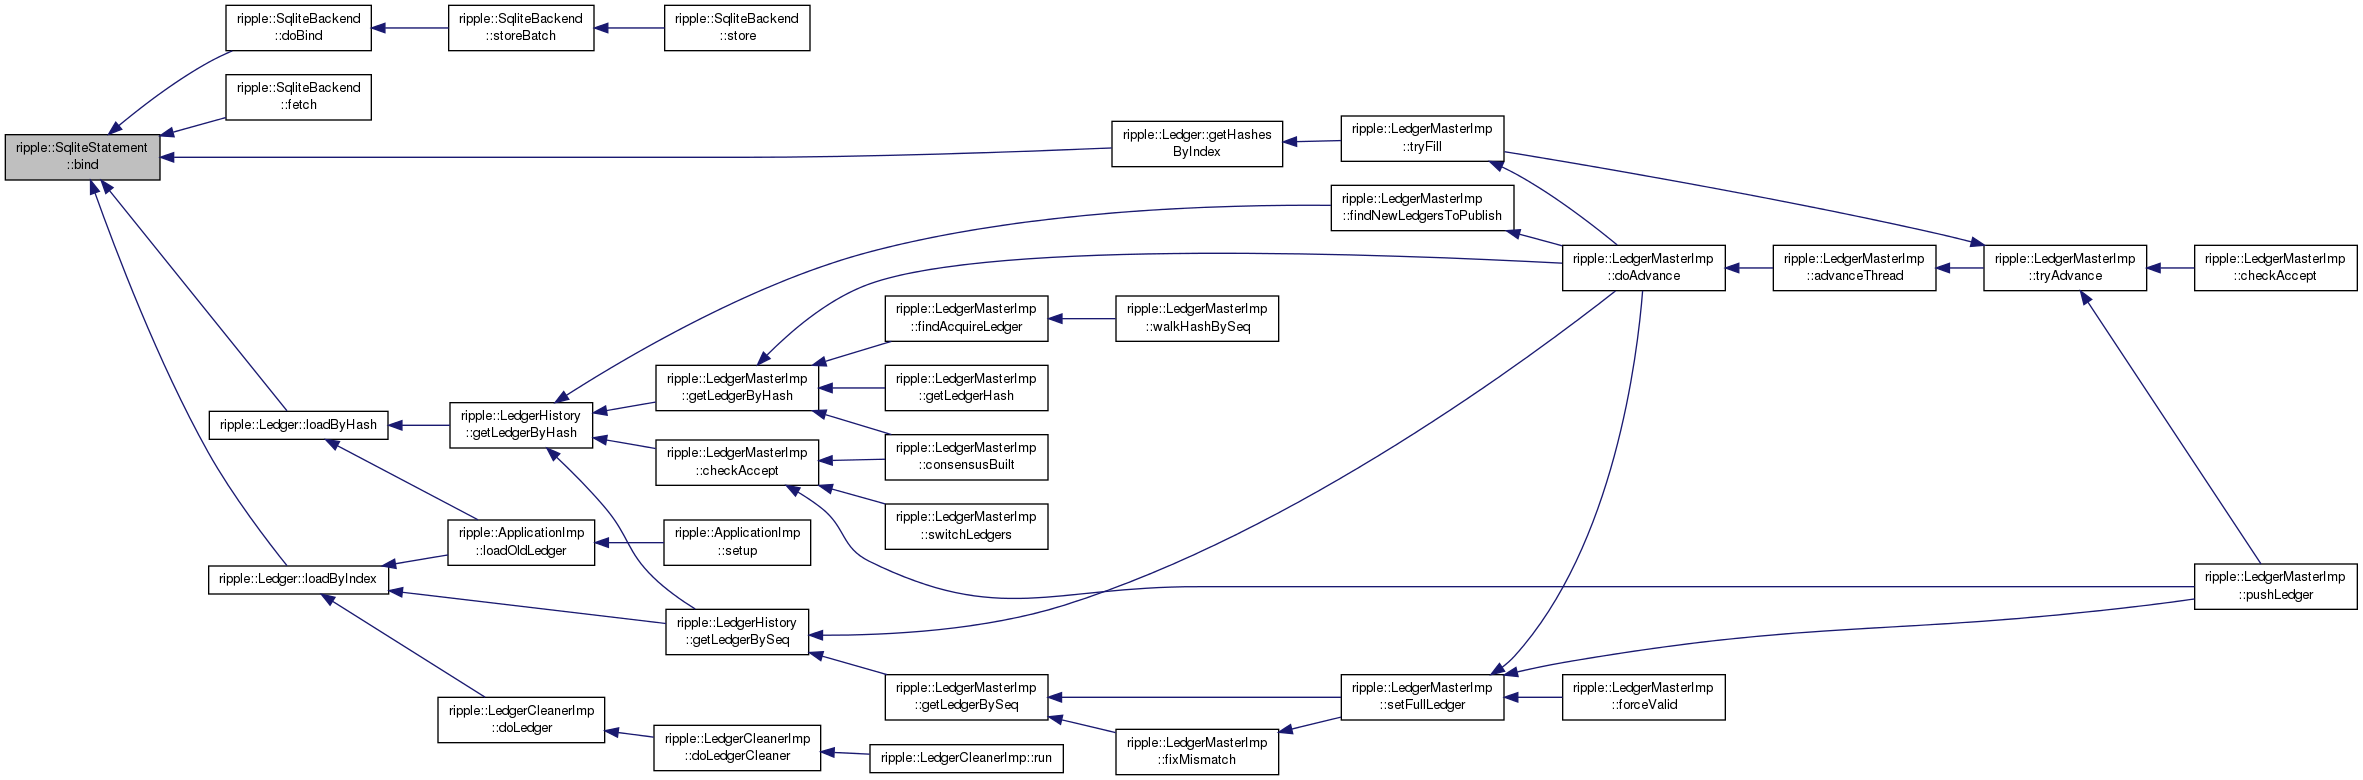 ripple::SqliteBackend
::doBind
ripple::SqliteBackend
::storeBatch
ripple::SqliteBackend
::store
ripple::SqliteBackend
::fetch
ripple::SqliteStatement
::bind
ripple::Ledger::getHashes
ByIndex
ripple::LedgerMasterImp
::tryFill
ripple::LedgerMasterImp
::findNewLedgersToPublish
ripple::LedgerMasterImp
::doAdvance
ripple::LedgerMasterImp
::advanceThread
ripple::LedgerMasterImp
::tryAdvance
ripple::LedgerMasterImp
::checkAccept
ripple::LedgerMasterImp
::findAcquireLedger
ripple::LedgerMasterImp
::walkHashBySeq
ripple::LedgerMasterImp
::getLedgerByHash
ripple::LedgerMasterImp
::getLedgerHash
ripple::Ledger::loadByHash
ripple::LedgerHistory
::getLedgerByHash
ripple::LedgerMasterImp
::checkAccept
ripple::LedgerMasterImp
::consensusBuilt
ripple::LedgerMasterImp
::switchLedgers
ripple::ApplicationImp
::loadOldLedger
ripple::ApplicationImp
::setup
ripple::Ledger::loadByIndex
ripple::LedgerMasterImp
::pushLedger
ripple::LedgerHistory
::getLedgerBySeq
ripple::LedgerMasterImp
::getLedgerBySeq
ripple::LedgerMasterImp
::setFullLedger
ripple::LedgerMasterImp
::forceValid
ripple::LedgerCleanerImp
::doLedger
ripple::LedgerCleanerImp
::doLedgerCleaner
ripple::LedgerCleanerImp::run
ripple::LedgerMasterImp
::fixMismatch